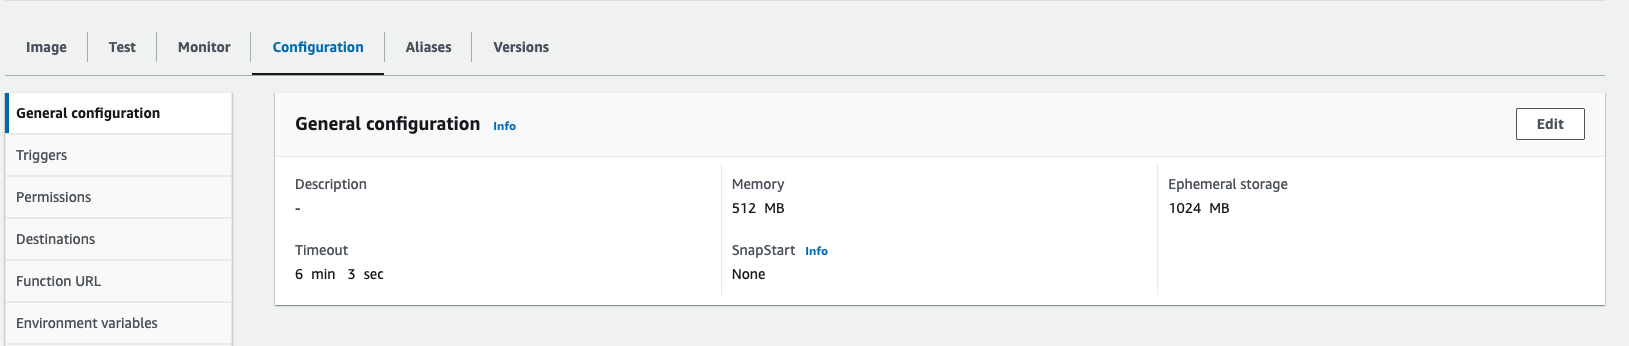 Image Test Monitor Configuration Aliases Versions
General configuration
Triggers
Permissions
Destinations
Function URL
Environment variables
General configuration Info Edit
Description Memory Ephemeral storage
- 512 MB 1024 MB
Timeout SnapStart Info
6 min 3 sec None